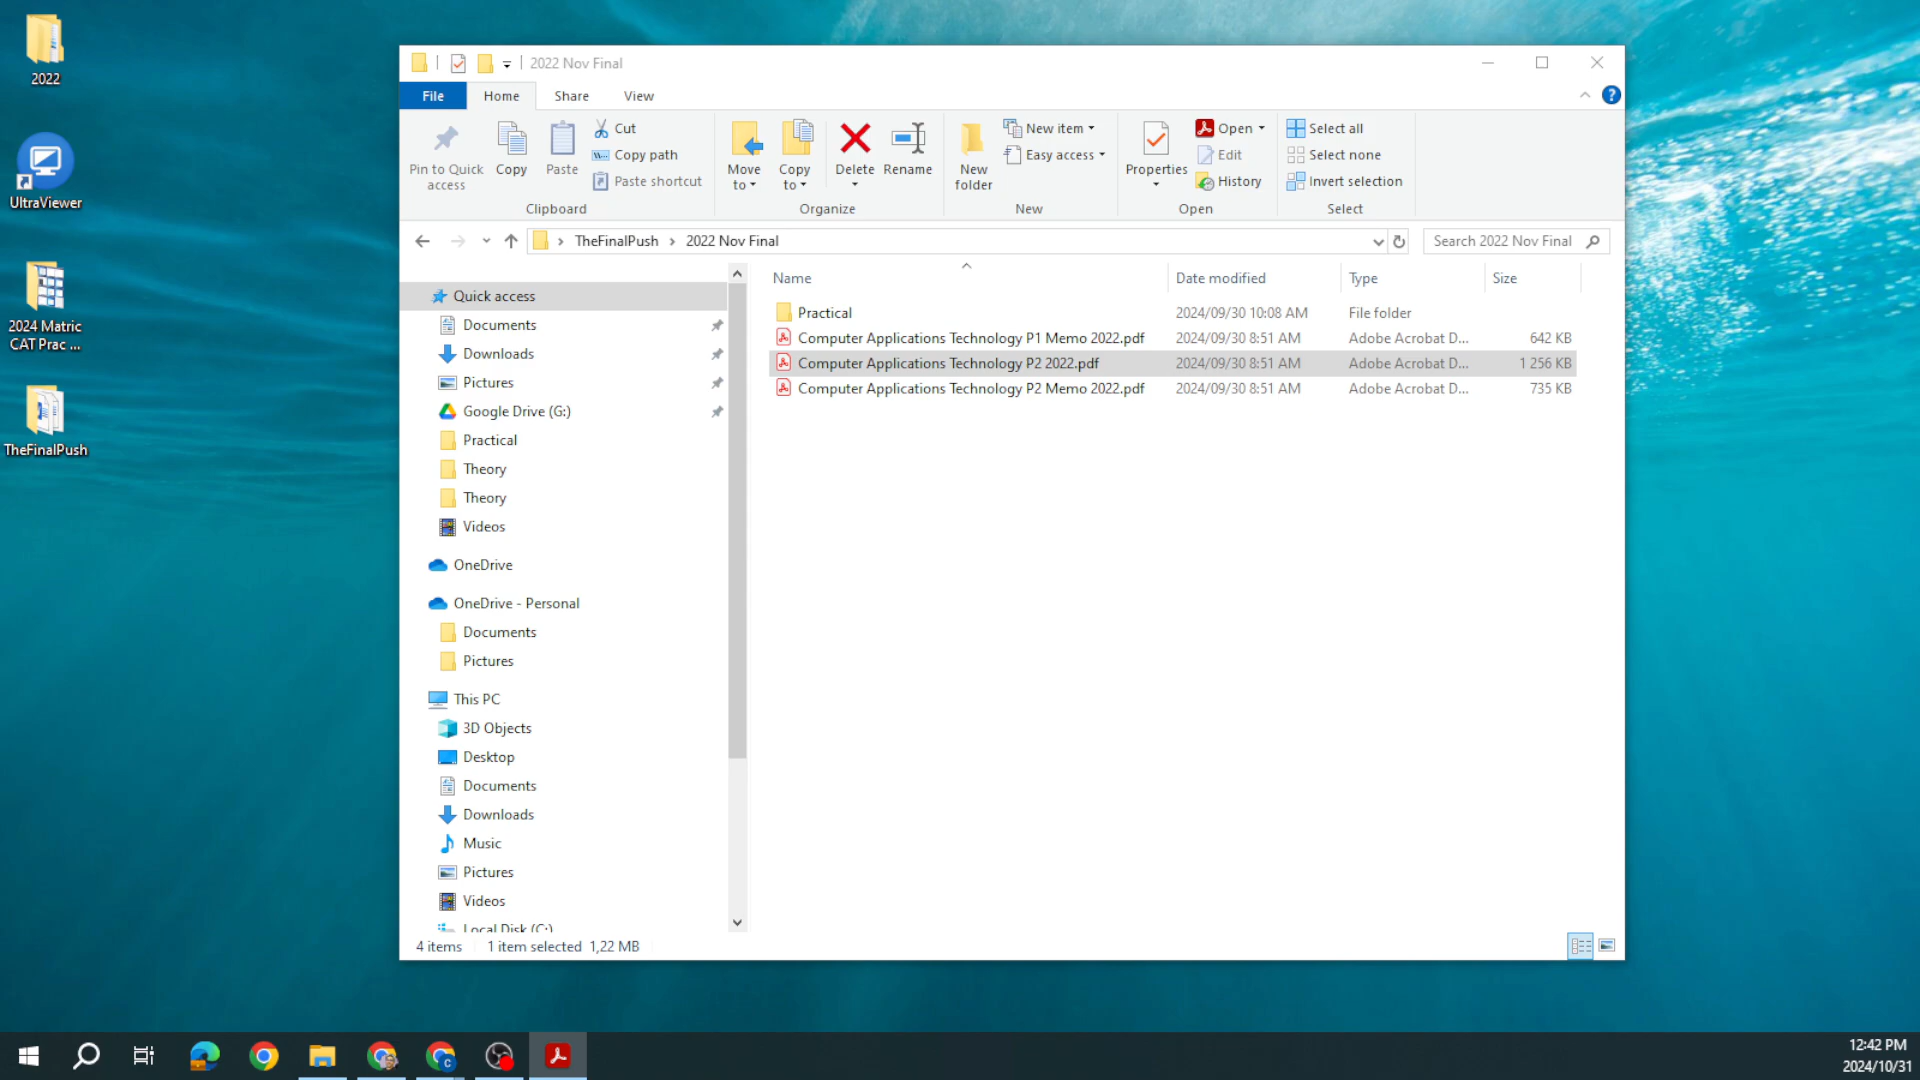 2022
UltraViewer
2024 Matric
CAT Prac ...
TheFinalPush
2022 Nov Final
File Home Share View
Pin to Quick
access
Copy
Paste
Cut
Copy path
Paste shortcut
Clipboard
Move
to
Copy
to
Delete
Rename
Organize
New
folder
New item
Easy access
New
Properties
Open
Edit
History
Open
Select all
Select none
Invert selection
Select
TheFinalPush > 2022 Nov Final
Search 2022 Nov Final
Quick access
Documents
Downloads
Pictures
Google Drive (G:)
Practical
Theory
Theory
Videos
OneDrive
OneDrive - Personal
Documents
Pictures
This PC
3D Objects
Desktop
Documents
Downloads
Music
Pictures
Videos
Local Disk (C:)
Name Date modified Type Size
Practical 2024/09/30 10:08 AM File folder
Computer Applications Technology P1 Memo 2022.pdf 2024/09/30 8:51 AM Adobe Acrobat D... 642 KB
Computer Applications Technology P2 2022.pdf 2024/09/30 8:51 AM Adobe Acrobat D... 1 256 KB
Computer Applications Technology P2 Memo 2022.pdf 2024/09/30 8:51 AM Adobe Acrobat D... 735 KB
4 items 1 item selected 1,22 MB
12:42 PM
2024/10/31